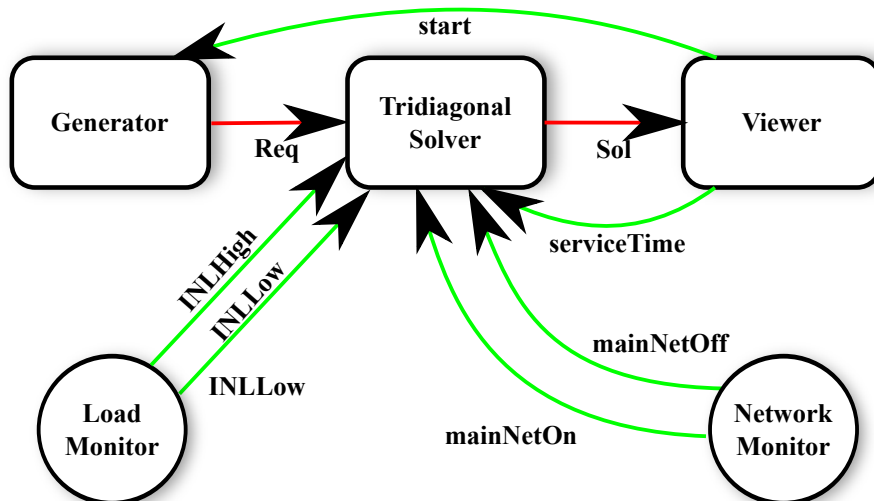 start
Generator
Req
Tridiagonal
Solver
Sol
Viewer
serviceTime
INLHigh
INLLow
INLLow
mainNetOff
mainNetOn
Load
Monitor
Network
Monitor